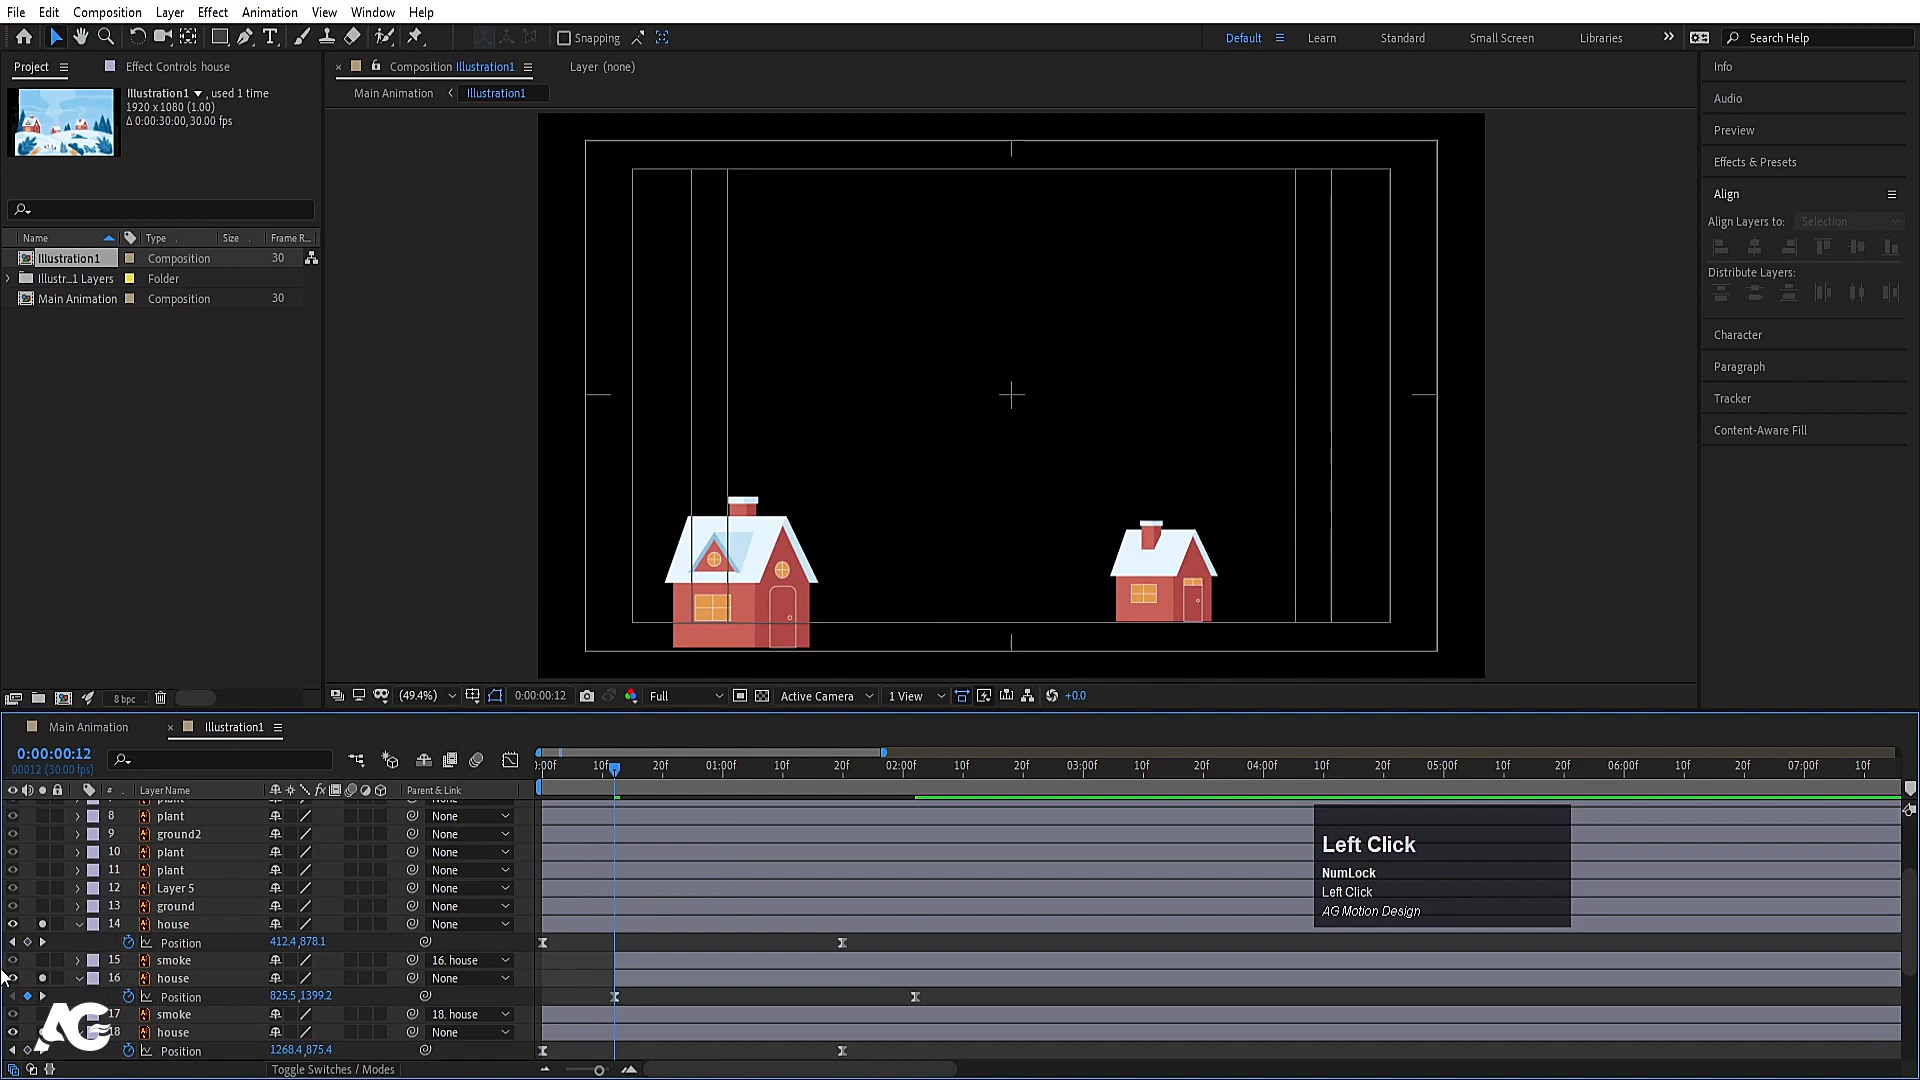 File Edit Composition Layer Effect Animation View Window Help
Snapping
Default Learn Standard Small Screen Libraries Search Help
Project Effect Controls house
Illustration1 , used 1 time
1920 x 1080 (1.00)
Δ 0:00:30:00, 30.00 fps
Name Type Size Frame R...
Illustration1 Composition 30
Illustr...1 Layers Folder
Main Animation Composition 30
8 bpc
Composition Illustration1 Layer (none)
Main Animation Illustration1
(49.4%) 0:00:00:12 Full Active Camera 1 View +0.0
Info
Audio
Preview
Effects & Presets
Align
Align Layers to: Selection
Distribute Layers:
Character
Paragraph
Tracker
Content-Aware Fill
Main Animation Illustration1
0:00:00:12
00012 (30.00 fps)
# Layer Name Parent & Link
:00f 10f 20f 01:00f 10f 20f 02:00f 10f 20f 03:00f 10f 20f 04:00f 10f 20f 05:00f 10f 20f 06:00f 10f 20f 07:00f 10f
plant None
8 plant None
9 ground2 None
10 plant None
11 plant None
12 Layer 5 None
13 ground None
14 house None
Position 412.4,878.1
15 smoke 16. house
16 house None
Position 825.5,1399.2
17 smoke 18. house
18 house None
Position 1268.4,875.4
Toggle Switches / Modes
Left Click
NumLock
Left Click
AG Motion Design
AG